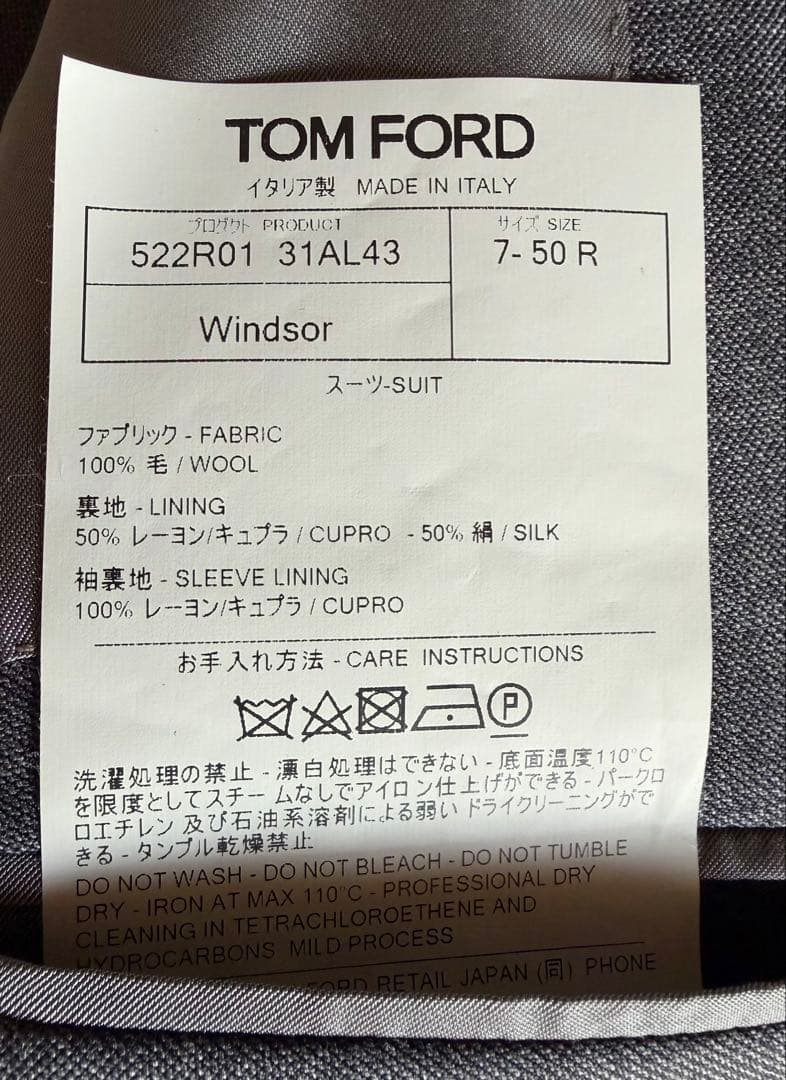 TOM FORD
イタリア製 MADE IN ITALY
プロダクト PRODUCT
522R01 31AL43
サイズ SIZE
7- 50 R
Windsor
スーツ-SUIT
ファブリック - FABRIC
100% 毛 / WOOL
裏地 - LINING
50% レーヨン/キュプラ / CUPRO - 50% 絹 / SILK
袖裏地 - SLEEVE LINING
100% レーヨン/キュプラ / CUPRO
お手入れ方法 - CARE INSTRUCTIONS
P
洗濯処理の禁止 - 漂白処理はできない - 底面温度110°C
を限度としてスチームなしでアイロン仕上げができる - パークロ
ロエチレン 及び石油系溶剤による弱い ドライクリーニングがで
きる - タンブル乾燥禁止
DO NOT WASH - DO NOT BLEACH - DO NOT TUMBLE
DRY - IRON AT MAX 110°C - PROFESSIONAL DRY
CLEANING IN TETRACHLOROETHENE AND
HYDROCARBONS MILD PROCESS
FORD RETAIL JAPAN (同) PHONE